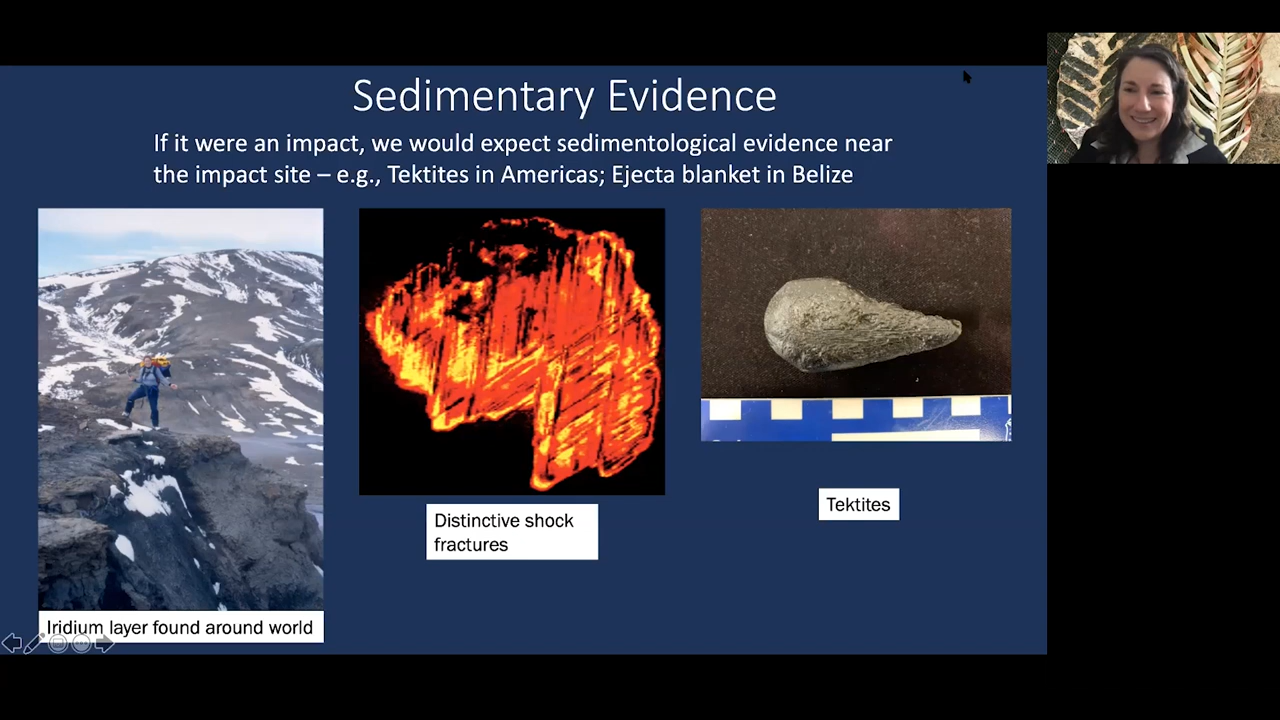 Sedimentary Evidence
If it were an impact, we would expect sedimentological evidence near
the impact site – e.g., Tektites in Americas; Ejecta blanket in Belize
Distinctive shock
fractures
Tektites
Iridium layer found around world